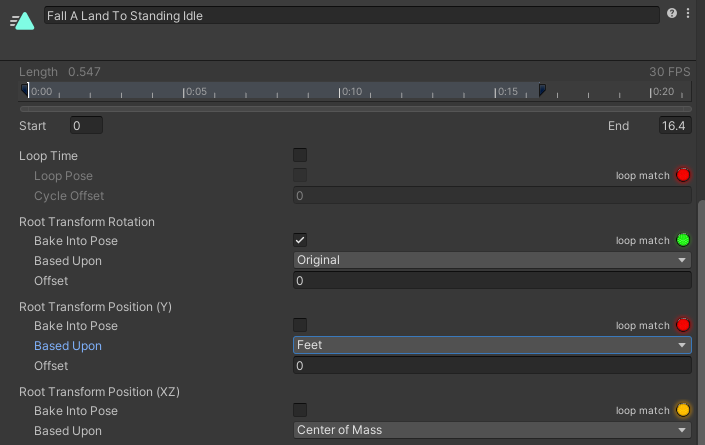 Fall A Land To Standing Idle
Length 0.547 30 FPS
0:00 0:05 0:10 0:15 0:20
Start 0 End 16.4
Loop Time
Loop Pose loop match
Cycle Offset 0
Root Transform Rotation
Bake Into Pose loop match
Based Upon Original
Offset 0
Root Transform Position (Y)
Bake Into Pose loop match
Based Upon Feet
Offset 0
Root Transform Position (XZ)
Bake Into Pose loop match
Based Upon Center of Mass